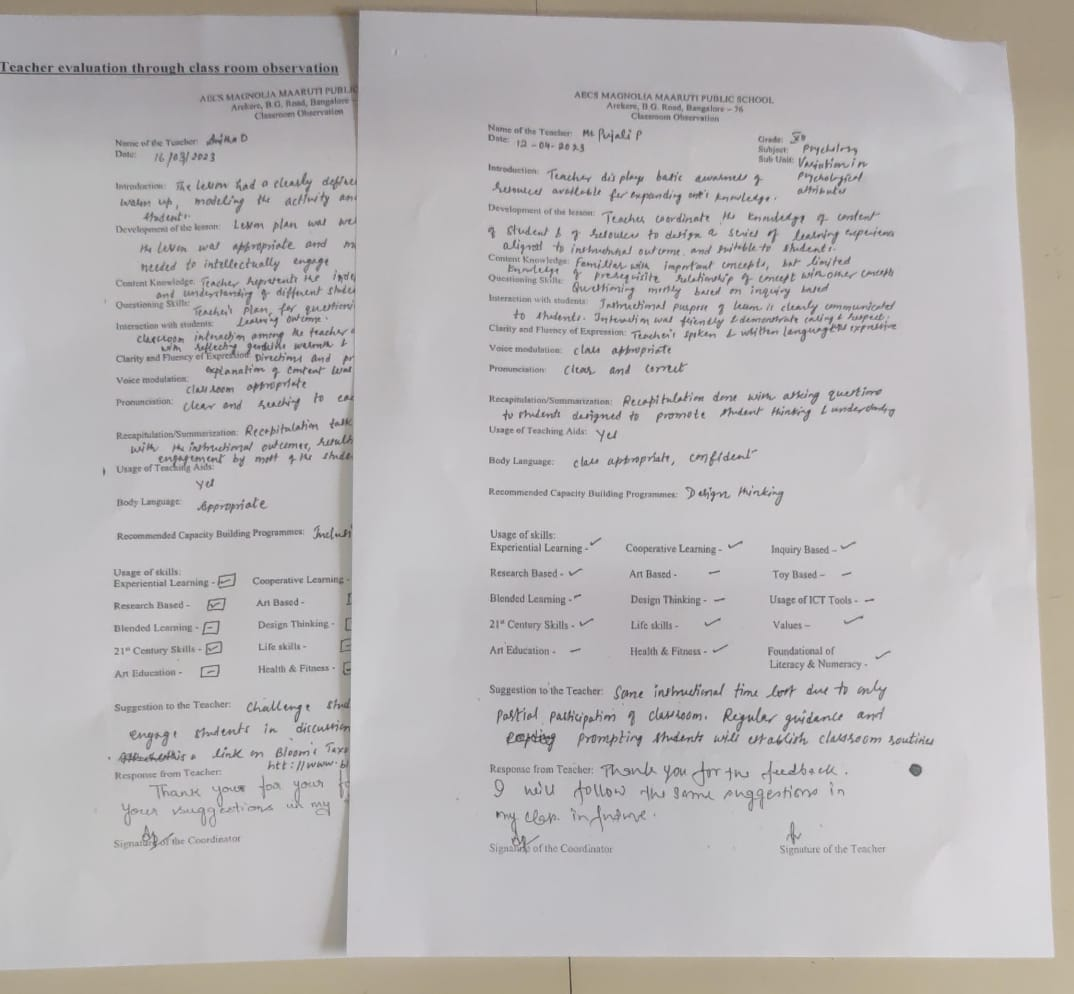 Teacher evaluation through class room observation
AECS MAGNOLIA MAARUTI PUBLIC
Arekere, B.G. Road, Bangalore –
Classroom Observation
Name of the Teacher: Anitha D
Date: 16/03/2023
Introduction: The lesson had a clearly define
warm up, modeling the activity and
students.
Development of the lesson: Lesson plan was wel
the lesson was appropriate and
needed to intellectually engage
Content Knowledge: Teacher represents the inde
and understanding of different stude
Questioning Skills: Teacher's plan, for questioni
Learning outcome.
Interaction with students:
classroom interaction among the teacher
with reflecting genuine warmth &
Clarity and Fluency of Expression: Directions and pr
explanation of content
Voice modulation: class room appropriate
Pronunciation: clear and reaching to
Recapitulation/Summerization: Recapitulation task
with the instructional outcomes, results
engagement by most of the stude
Usage of Teaching Aids:
Yes
Body Language: Appropriate
Recommended Capacity Building Programmes: Inclusi
Usage of skills:
Experiential Learning - Cooperative Learning -
Research Based - Art Based -
Blended Learning - Design Thinking -
21st Century Skills - Life skills -
Art Education - Health & Fitness -
Suggestion to the Teacher: Challenge stud
engage students in discussion
a link on Bloom's Taxo
htt://www.bl
Response from Teacher:
Thank you for your
your suggestions in my
Signature of the Coordinator
AECS MAGNOLIA MAARUTI PUBLIC SCHOOL
Arekere, B.G. Road, Bangalore – 76
Classroom Observation
Name of the Teacher: Ms Pujali P
Date: 12-04-2023
Grade: XII
Subject: Psychology
Sub Unit: Variation in
Psychological
attributes
Introduction: Teacher displays basic awareness of
resources available for expanding one's knowledge.
Development of the lesson: Teacher coordinate the knowledge of content
of student & of resources to design a series of learning experience
aligned to instructional outcome and suitable to students.
Content Knowledge: Familiar with important concepts, but limited
knowledge of prerequisite relationship of concept with other concepts
Questioning Skills: Questioning mostly based on inquiry based
Interaction with students: Instructional purpose of lesson is clearly communicated
to students. Interaction was friendly & demonstrate caring & respect.
Clarity and Fluency of Expression: Teacher's spoken & written language is expressive
Voice modulation: class appropriate
Pronunciation: clear and correct
Recapitulation/Summarization: Recapitulation done with asking questions
to students designed to promote student thinking & understanding
Usage of Teaching Aids: Yes
Body Language: class appropriate, confident
Recommended Capacity Building Programmes: Design thinking
Usage of skills:
Experiential Learning - ✓ Cooperative Learning - ✓ Inquiry Based – ✓
Research Based - ✓ Art Based - — Toy Based – —
Blended Learning - — Design Thinking - — Usage of ICT Tools - —
21st Century Skills - ✓ Life skills - ✓ Values – ✓
Art Education - — Health & Fitness - ✓ Foundational of
Literacy & Numeracy - ✓
Suggestion to the Teacher: Some instructional time lost due to only
partial participation of classroom. Regular guidance and
prompting students will establish classroom routines
Response from Teacher: Thank you for the feedback.
I will follow the same suggestions in
my class in future.
Signature of the Coordinator
Signature of the Teacher